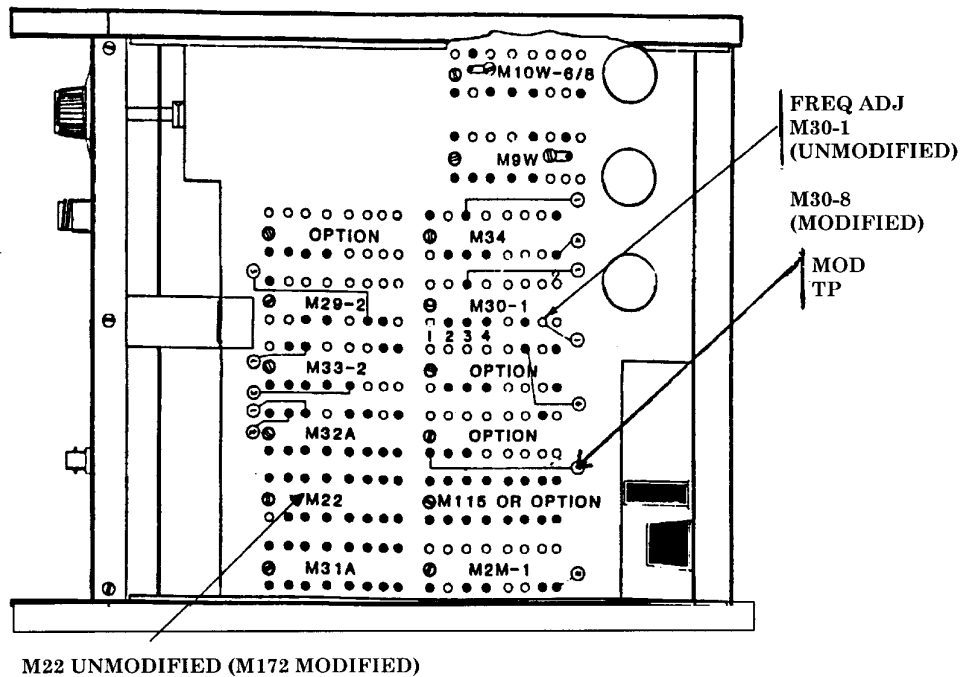 M10W-6/8
M9W
FREQ ADJ
M30-1
(UNMODIFIED)
M30-8
(MODIFIED)
MOD
TP
OPTION
M34
M29-2
M30-1
1 2 3 4
M33-2
OPTION
M32A
OPTION
M22
M115 OR OPTION
M31A
M2M-1
M22 UNMODIFIED (M172 MODIFIED)